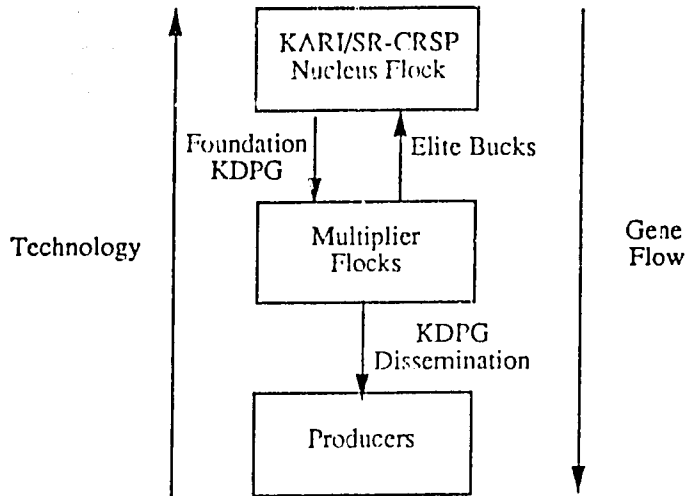 KARI/SR-CRSP
Nucleus Flock
Foundation
KDPG
Elite Bucks
Technology
Multiplier
Flocks
Gene
Flow
KDPG
Dissemination
Producers